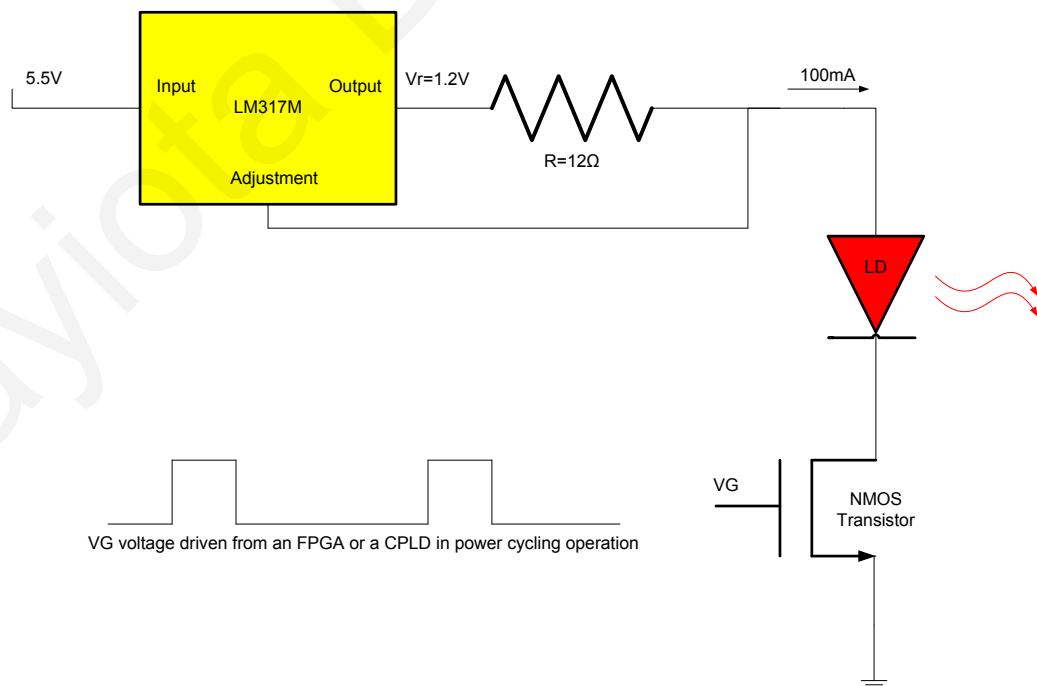 5.5V
Input
LM317M
Output
Adjustment
Vr=1.2V
R=12Ω
100mA
LD
VG
NMOS
Transistor
VG voltage driven from an FPGA or a CPLD in power cycling operation